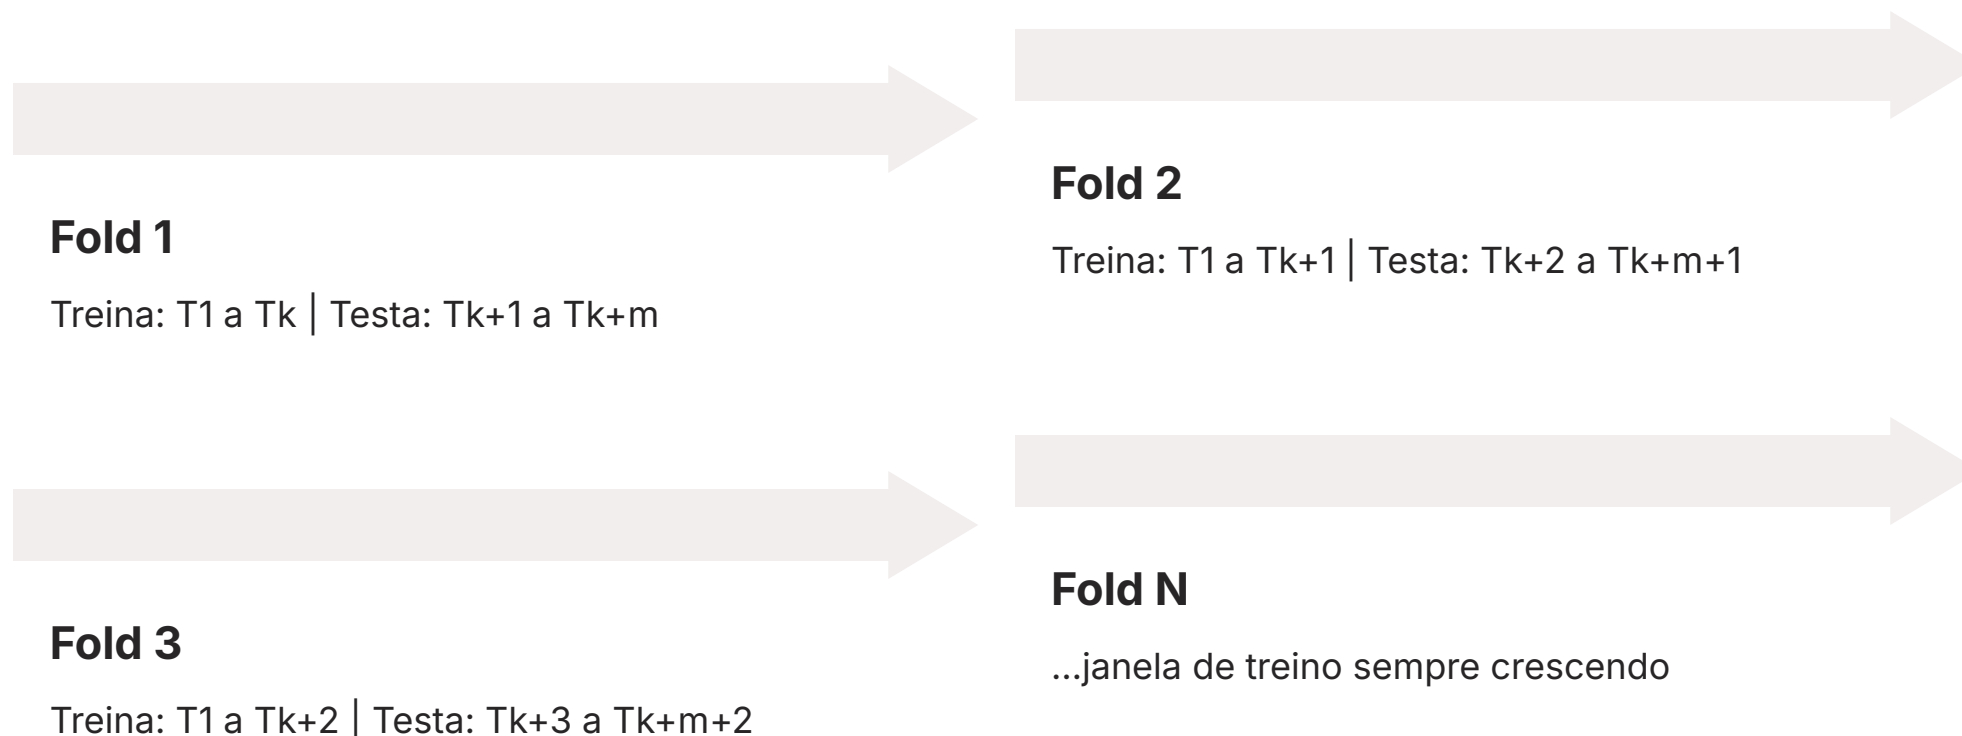 Fold 1
Treina: T1 a Tk | Testa: Tk+1 a Tk+m
Fold 2
Treina: T1 a Tk+1 | Testa: Tk+2 a Tk+m+1
Fold 3
Treina: T1 a Tk+2 | Testa: Tk+3 a Tk+m+2
Fold N
...janela de treino sempre crescendo